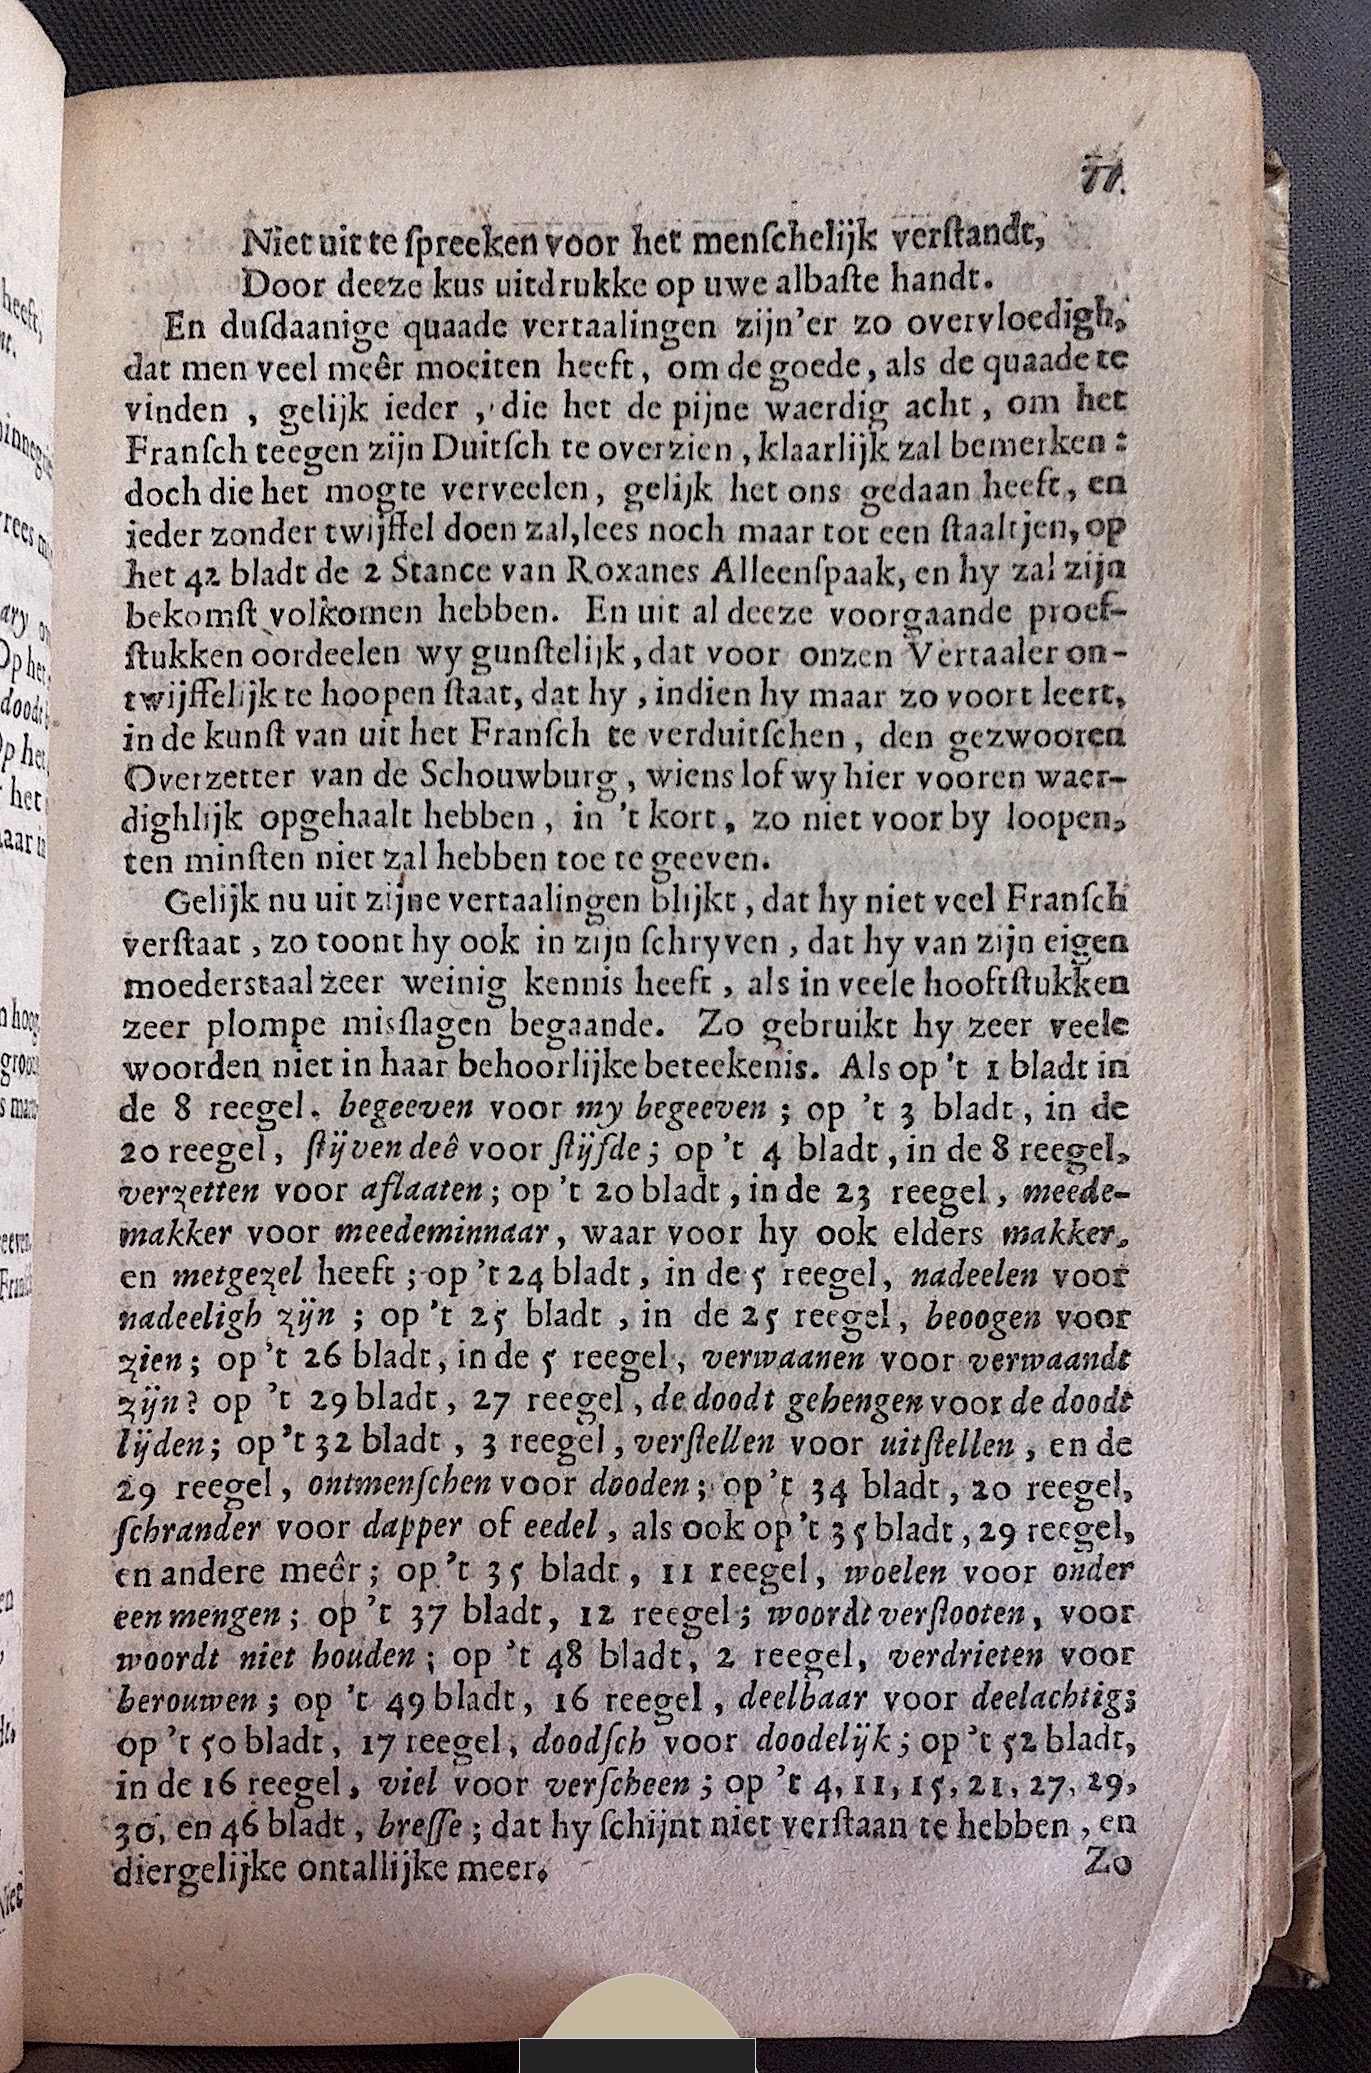 77.
Niet uit te ſpreeken voor het menſchelijk verſtandt,
Door deeze kus uitdrukke op uwe albaſte handt.
En duſdaanige quaade vertaalingen zijn'er zo overvloedigh,
dat men veel meêr moeiten heeft, om de goede, als de quaade te
vinden, gelijk ieder, die het de pijne waerdig acht, om het
Franſch teegen zijn Duitſch te overzien, klaarlijk zal bemerken:
doch die het mogte verveelen, gelijk het ons gedaan heeft, en
ieder zonder twijffel doen zal, lees noch maar tot een ſtaaltjen, op
het 42 bladt de 2 Stance van Roxanes Alleenſpaak, en hy zal zijn
bekomſt volkomen hebben. En uit al deeze voorgaande proef-
ſtukken oordeelen wy gunſtelijk, dat voor onzen Vertaaler on-
twijffelijk te hoopen ſtaat, dat hy, indien hy maar zo voort leert,
in de kunſt van uit het Franſch te verduitſchen, den gezwooren
Overzetter van de Schouwburg, wiens lof wy hier vooren waer-
dighlijk opgehaalt hebben, in 't kort, zo niet voor by loopen,
ten minſten niet zal hebben toe te geeven.
Gelijk nu uit zijne vertaalingen blijkt, dat hy niet veel Franſch
verſtaat, zo toont hy ook in zijn ſchryven, dat hy van zijn eigen
moederstaal zeer weinig kennis heeft, als in veele hooftſtukken
zeer plompe misſlagen begaande. Zo gebruikt hy zeer veele
woorden niet in haar behoorlijke beteekenis. Als op 't 1 bladt in
de 8 reegel. begeeven voor my begeeven; op 't 3 bladt, in de
20 reegel, ſtijven deê voor ſtijſde; op 't 4 bladt, in de 8 reegel,
verzetten voor aflaaten; op 't 20 bladt, in de 23 reegel, meede-
makker voor meedeminnaar, waar voor hy ook elders makker,
en metgezel heeft; op 't 24 bladt, in de 5 reegel, nadeelen voor
nadeeligh zijn; op 't 25 bladt, in de 25 reegel, beoogen voor
zien; op 't 26 bladt, in de 5 reegel, verwaanen voor verwaandt
zijn? op 't 29 bladt, 27 reegel, de doodt gehengen voor de doodt
lijden; op 't 32 bladt, 3 reegel, verſtellen voor uitſtellen, en de
29 reegel, ontmenſchen voor dooden; op 't 34 bladt, 20 reegel,
ſchrander voor dapper of eedel, als ook op 't 35 bladt, 29 reegel,
en andere meêr; op 't 35 bladt, 11 reegel, woelen voor onder
een mengen; op 't 37 bladt, 12 reegel; woordt verſtooten, voor
woordt niet houden; op 't 48 bladt, 2 reegel, verdrieten voor
berouwen; op 't 49 bladt, 16 reegel, deelbaar voor deelachtig;
op 't 50 bladt, 17 reegel, doodſch voor doodelijk; op 't 52 bladt,
in de 16 reegel, viel voor verſcheen; op 't 4, 11, 15, 21, 27, 29,
30, en 46 bladt, breſſe; dat hy ſchijnt niet verſtaan te hebben, en
diergelijke ontallijke meer.
Zo